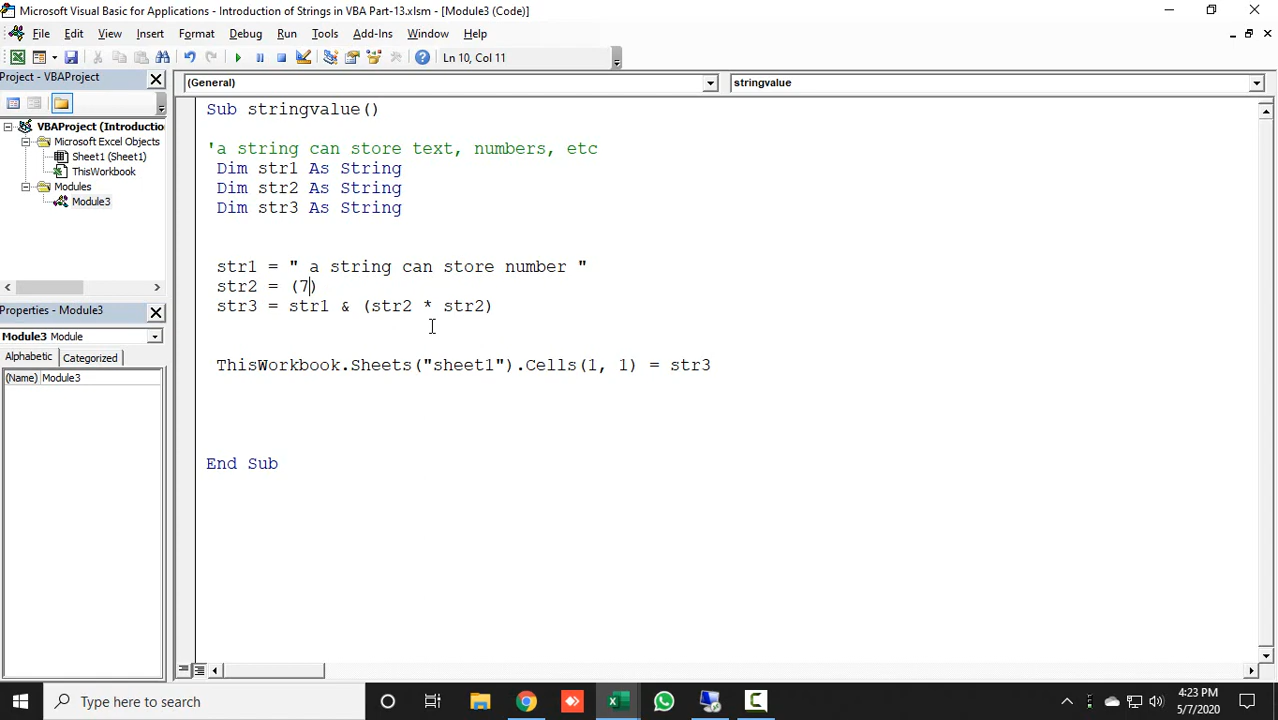 Microsoft Visual Basic for Applications - Introduction of Strings in VBA Part-13.xlsm - [Module3 (Code)]
File Edit View Insert Format Debug Run Tools Add-Ins Window Help
Ln 10, Col 11
Project - VBAProject
(General)
stringvalue
VBAProject (Introductio
Microsoft Excel Objects
Sheet1 (Sheet1)
ThisWorkbook
Modules
Module3
Properties - Module3
Module3 Module
Alphabetic Categorized
(Name) Module3
Sub stringvalue()
'a string can store text, numbers, etc
Dim str1 As String
Dim str2 As String
Dim str3 As String
str1 = " a string can store number "
str2 = (7)
str3 = str1 & (str2 * str2)
ThisWorkbook.Sheets("sheet1").Cells(1, 1) = str3
End Sub
Type here to search
4:23 PM
5/7/2020